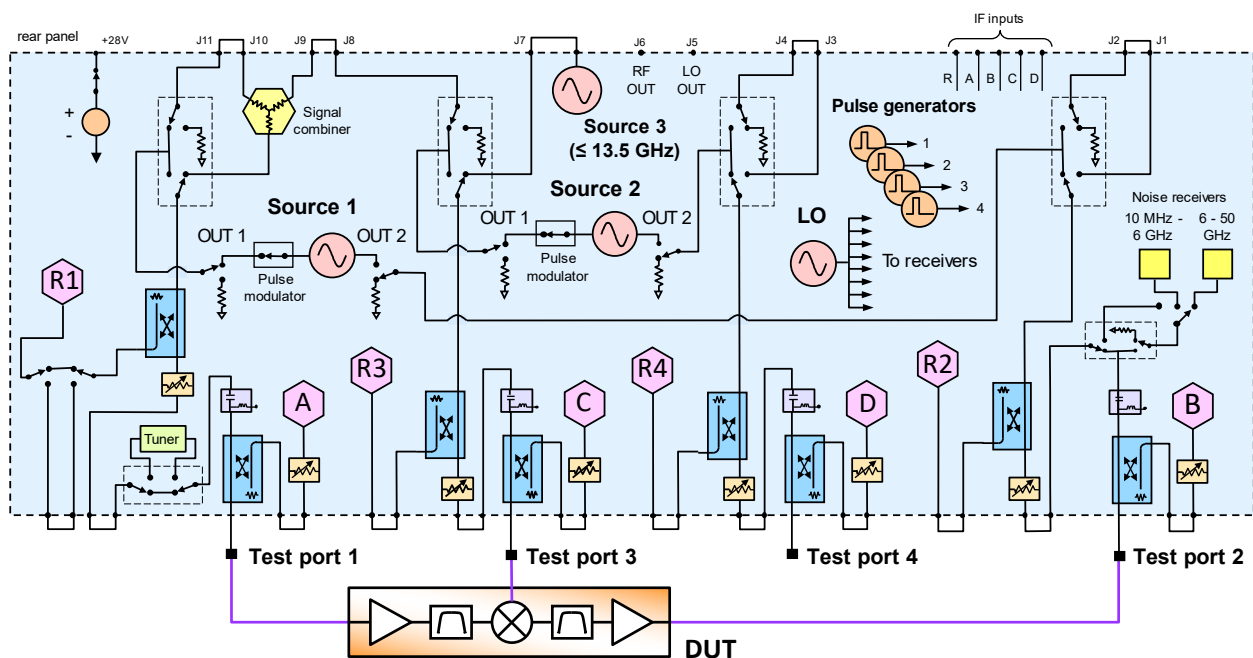 rear panel
+28V
J11
J10
J9
J8
J7
J6
J5
J4
J3
IF inputs
J2
J1
RF
OUT
LO
OUT
R
A
B
C
D
+
-
Signal
combiner
Source 3
(≤ 13.5 GHz)
Pulse generators
1
2
3
4
Source 1
Source 2
LO
Noise receivers
10 MHz -
6 GHz
6 - 50
GHz
OUT 1
OUT 2
Pulse
modulator
OUT 1
OUT 2
Pulse
modulator
To receivers
R1
R3
R4
R2
A
C
D
B
Tuner
Test port 1
Test port 3
Test port 4
Test port 2
DUT